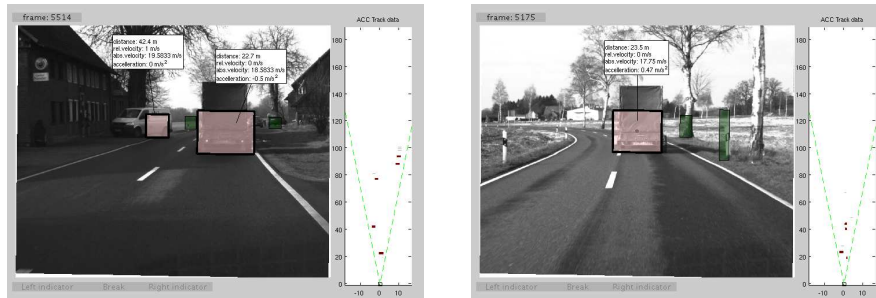 frame: 5514
ACC Track data
distance: 42.4 m
rel.velocity: 1 m/s
abs.velocity: 19.5833 m/s
acceleration: 0 m/s²
distance: 22.7 m
rel.velocity: 0 m/s
abs.velocity: 18.5833 m/s
acceleration: -0.5 m/s²
180
160
140
120
100
80
60
40
20
0
-10 0 10
Left indicator Break Right indicator
frame: 5175
ACC Track data
distance: 23.5 m
rel.velocity: 0 m/s
abs.velocity: 17.75 m/s
acceleration: 0.47 m/s²
180
160
140
120
100
80
60
40
20
0
-10 0 10
Left indicator Break Right indicator